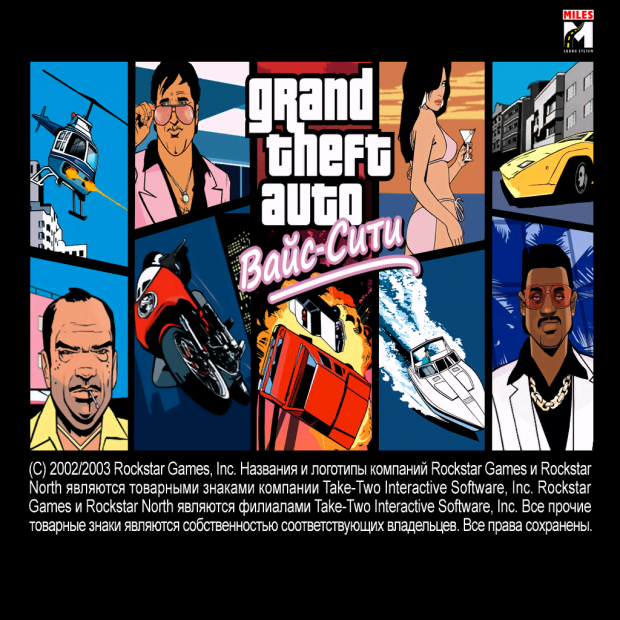 MILES
SOUND SYSTEM
grand
theft
auto
Вайс-Сити
(C) 2002/2003 Rockstar Games, Inc. Названия и логотипы компаний Rockstar Games и Rockstar
North являются товарными знаками компании Take-Two Interactive Software, Inc. Rockstar
Games и Rockstar North являются филиалами Take-Two Interactive Software, Inc. Все прочие
товарные знаки являются собственностью соответствующих владельцев. Все права сохранены.